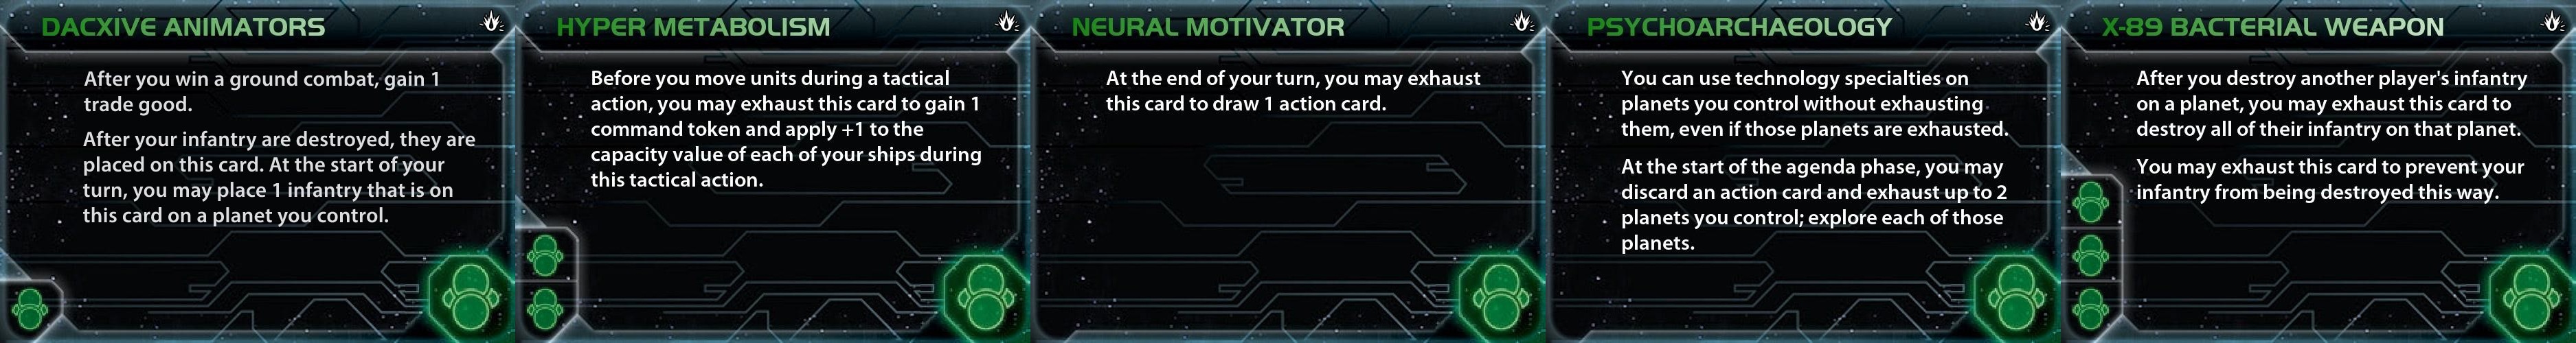 DACXIVE ANIMATORS
After you win a ground combat, gain 1
trade good.
After your infantry are destroyed, they are
placed on this card. At the start of your
turn, you may place 1 infantry that is on
this card on a planet you control.
HYPER METABOLISM
Before you move units during a tactical
action, you may exhaust this card to gain 1
command token and apply +1 to the
capacity value of each of your ships during
this tactical action.
NEURAL MOTIVATOR
At the end of your turn, you may exhaust
this card to draw 1 action card.
PSYCHOARCHAEOLOGY
You can use technology specialties on
planets you control without exhausting
them, even if those planets are exhausted.
At the start of the agenda phase, you may
discard an action card and exhaust up to 2
planets you control; explore each of those
planets.
X-89 BACTERIAL WEAPON
After you destroy another player's infantry
on a planet, you may exhaust this card to
destroy all of their infantry on that planet.
You may exhaust this card to prevent your
infantry from being destroyed this way.